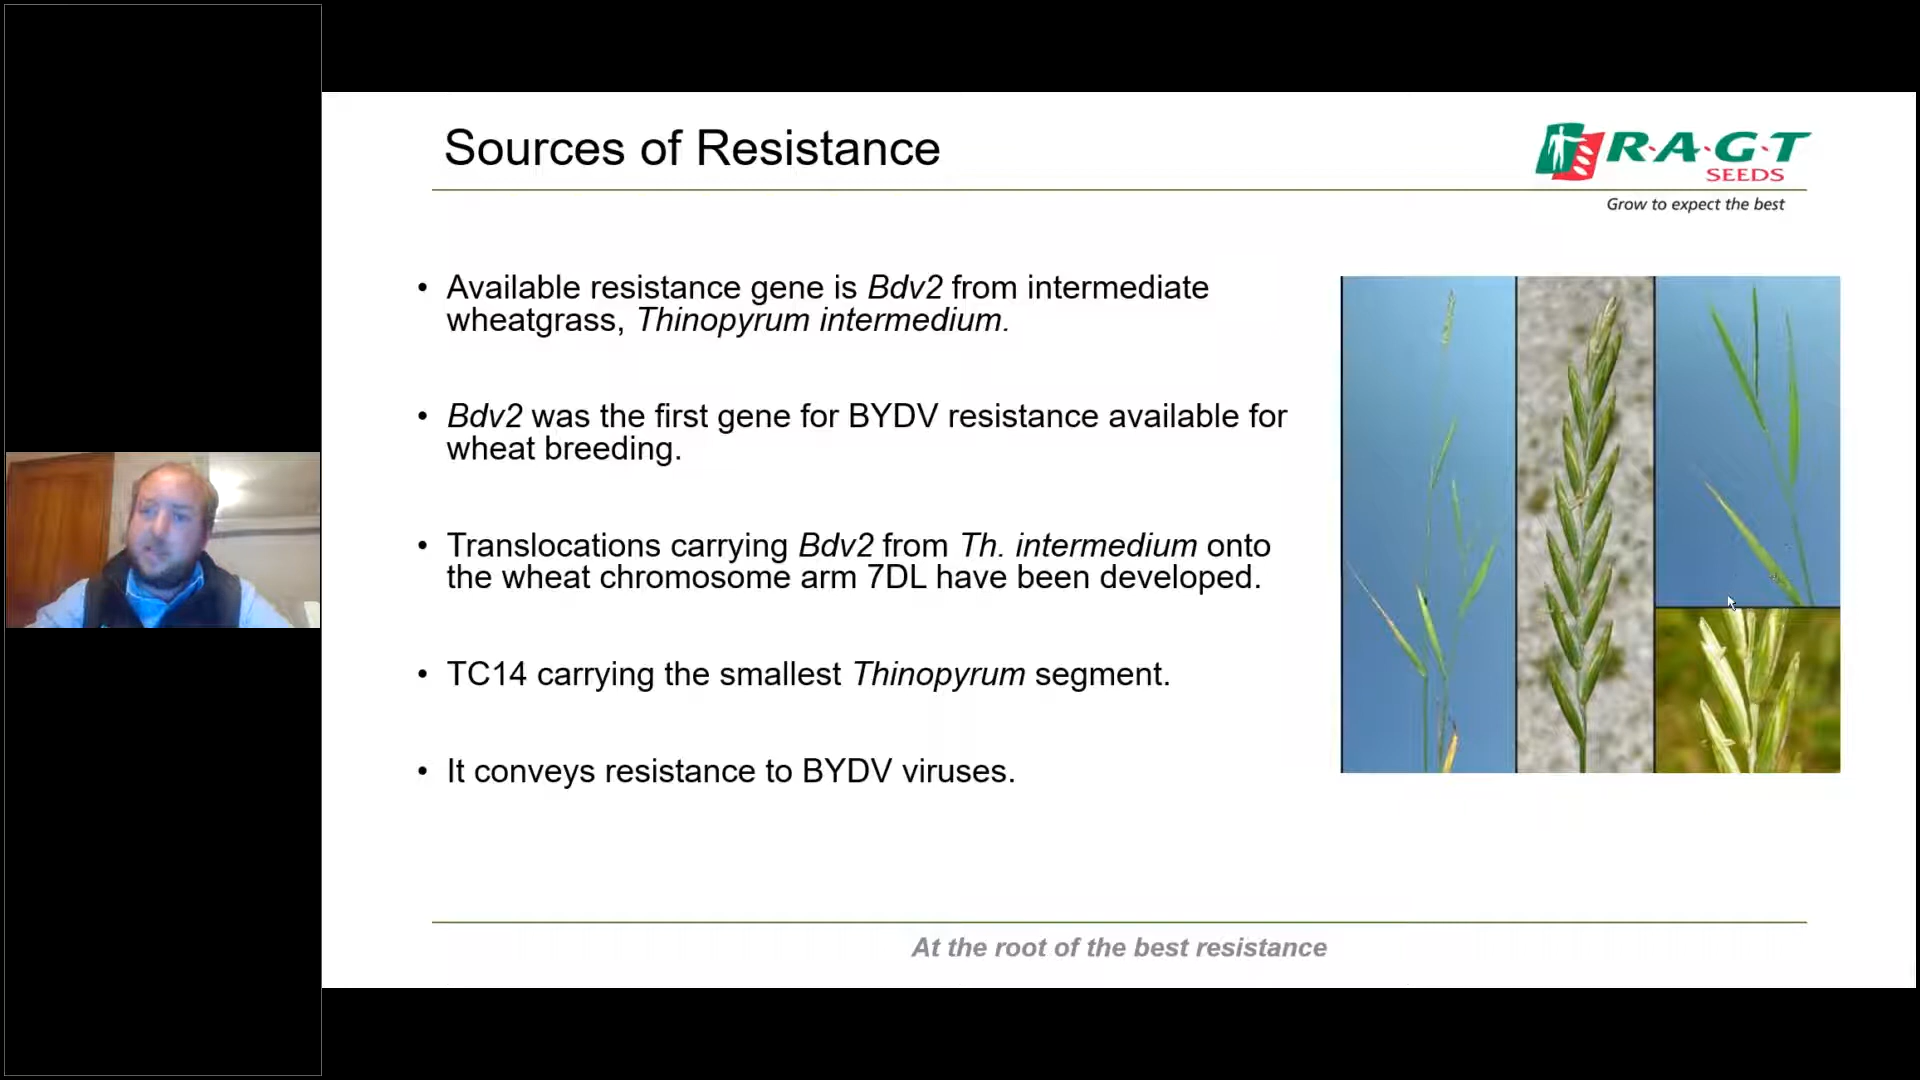 Sources of Resistance
R·A·G·T
SEEDS
Grow to expect the best
• Available resistance gene is Bdv2 from intermediate
wheatgrass, Thinopyrum intermedium.
• Bdv2 was the first gene for BYDV resistance available for
wheat breeding.
• Translocations carrying Bdv2 from Th. intermedium onto
the wheat chromosome arm 7DL have been developed.
• TC14 carrying the smallest Thinopyrum segment.
• It conveys resistance to BYDV viruses.
At the root of the best resistance